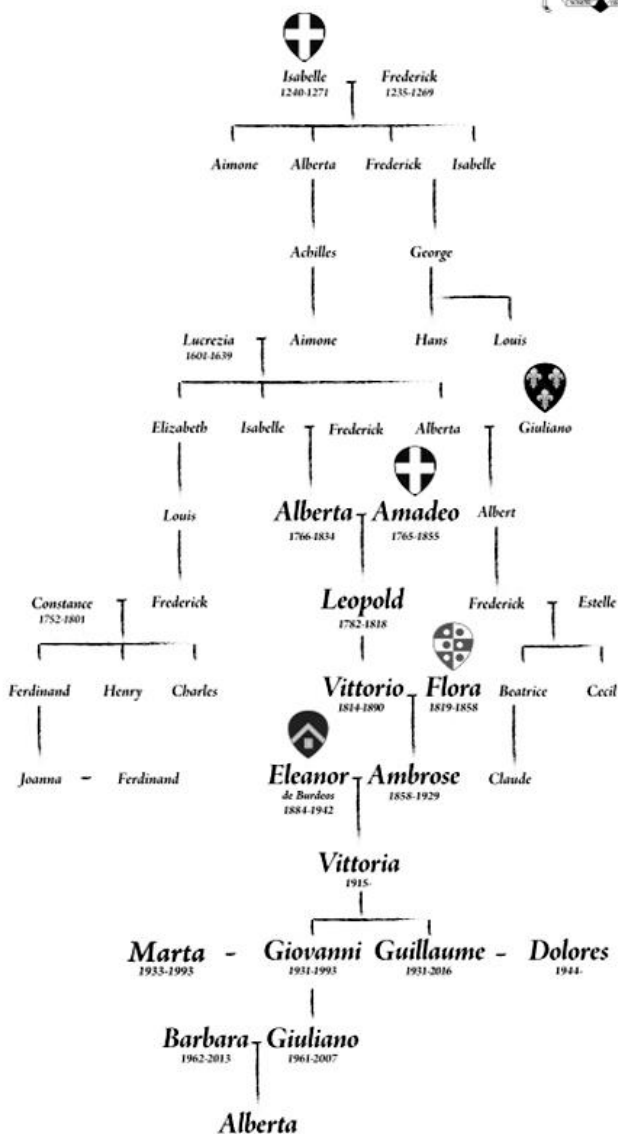 Isabelle Frederick
1240-1271 1235-1269
Aimone Alberta Frederick Isabelle
Achilles George
Lucrezia Aimone Hans Louis
1601-1639
Elizabeth Isabelle Frederick Alberta Giuliano
Louis Alberta Amadeo Albert
1766-1834 1765-1855
Constance Frederick Leopold Frederick Estelle
1752-1801 1782-1818
Ferdinand Henry Charles Vittorio Flora Beatrice Cecil
1814-1890 1819-1858
Joanna - Ferdinand Eleanor Ambrose Claude
de Burdeos 1858-1929
1884-1942
Vittoria
1915-
Marta - Giovanni Guillaume - Dolores
1933-1993 1931-1993 1931-2016 1944-
Barbara Giuliano
1962-2013 1961-2007
Alberta